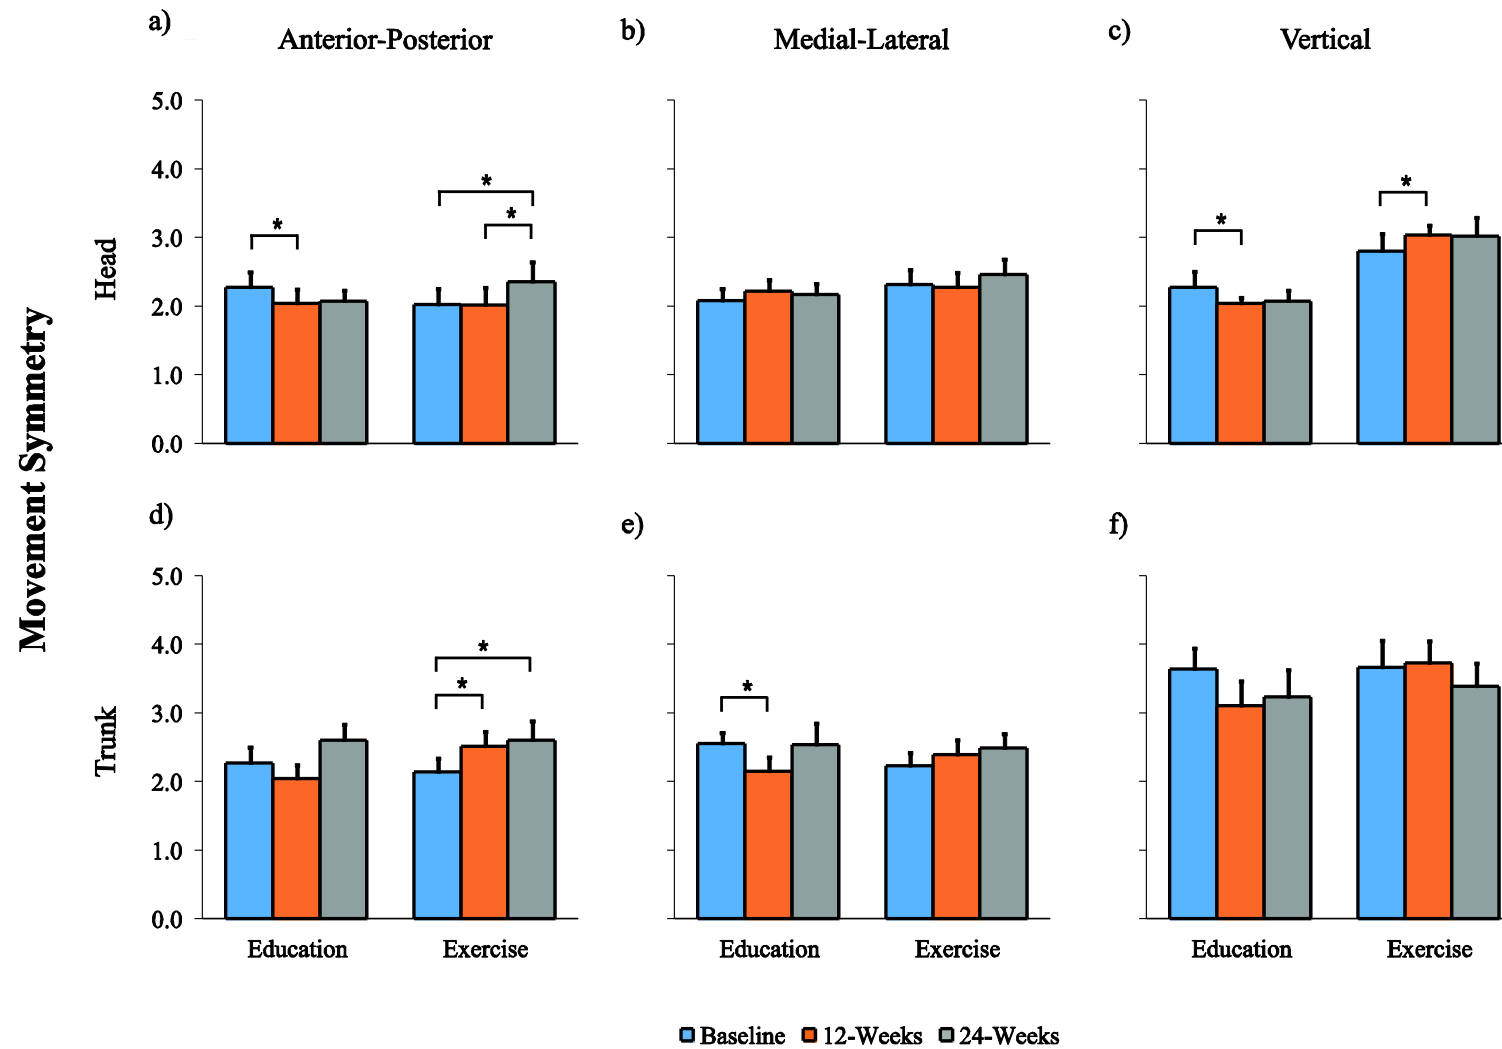 a)
Anterior-Posterior
b)
Medial-Lateral
c)
Vertical
Movement Symmetry
Head
5.0
4.0
3.0
2.0
1.0
0.0
*
*
*
*
*
d)
e)
f)
Trunk
5.0
4.0
3.0
2.0
1.0
0.0
*
*
*
Education
Exercise
Education
Exercise
Education
Exercise
Baseline
12-Weeks
24-Weeks